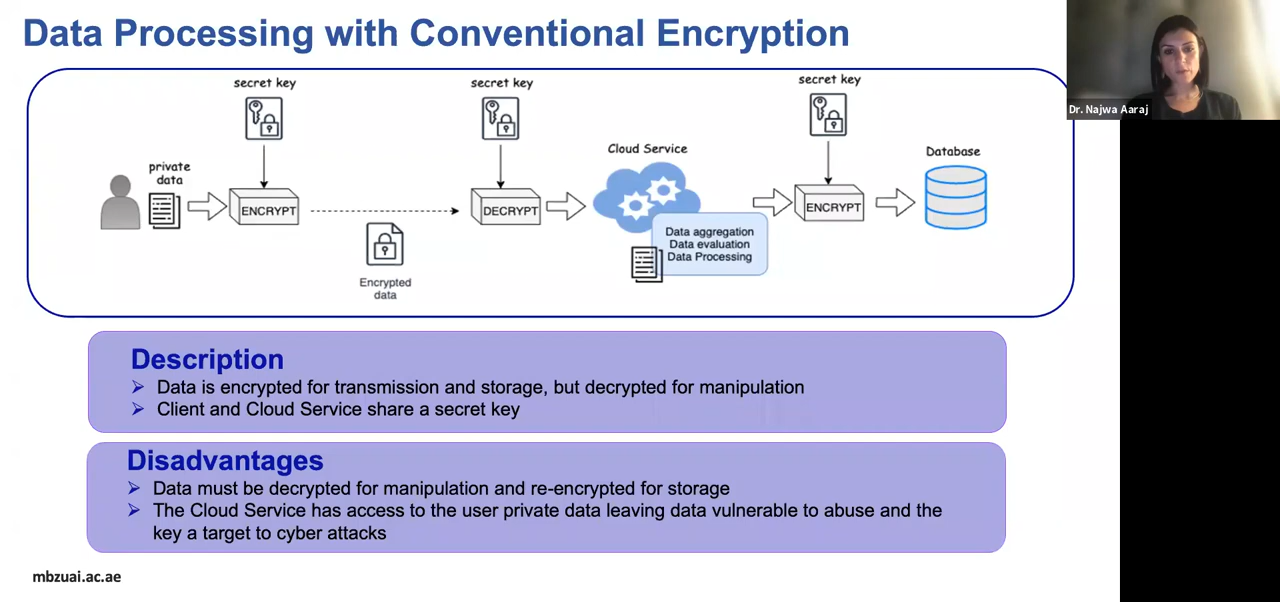 Data Processing with Conventional Encryption
Dr. Najwa Aaraj
secret key
secret key
secret key
private
data
ENCRYPT
Encrypted
data
DECRYPT
Cloud Service
Data aggregation
Data evaluation
Data Processing
ENCRYPT
Database
Description
➢ Data is encrypted for transmission and storage, but decrypted for manipulation
➢ Client and Cloud Service share a secret key
Disadvantages
➢ Data must be decrypted for manipulation and re-encrypted for storage
➢ The Cloud Service has access to the user private data leaving data vulnerable to abuse and the
key a target to cyber attacks
mbzuai.ac.ae